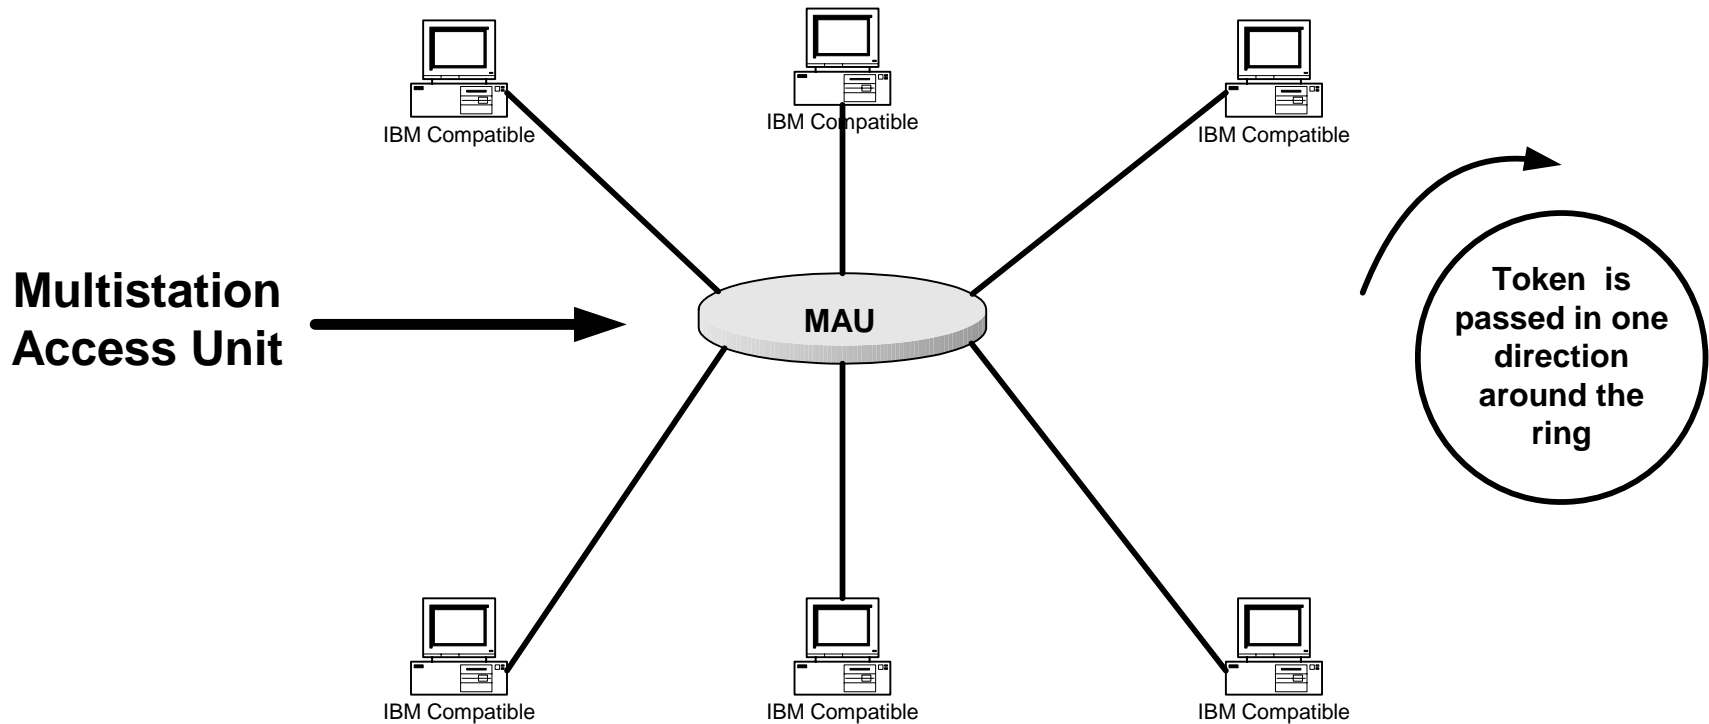 IBM Compatible
IBM Compatible
IBM Compatible
Multistation
Access Unit
MAU
Token is
passed in one
direction
around the
ring
IBM Compatible
IBM Compatible
IBM Compatible